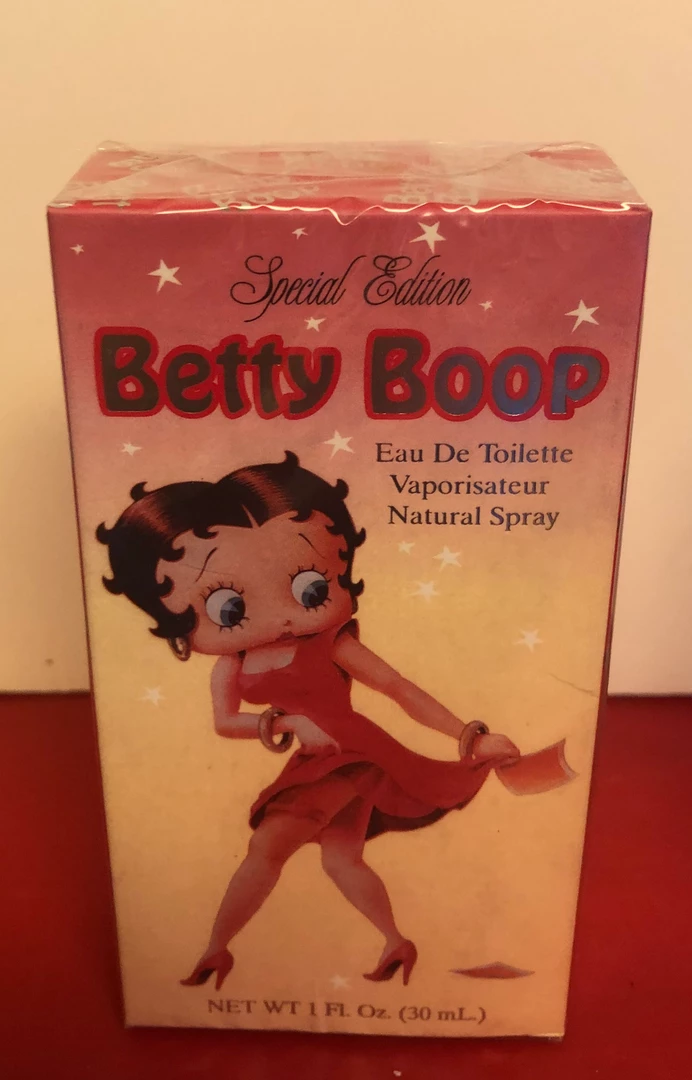 Special Edition
Betty Boop
Eau De Toilette
Vaporisateur
Natural Spray
NET WT 1 Fl. Oz. (30 mL.)